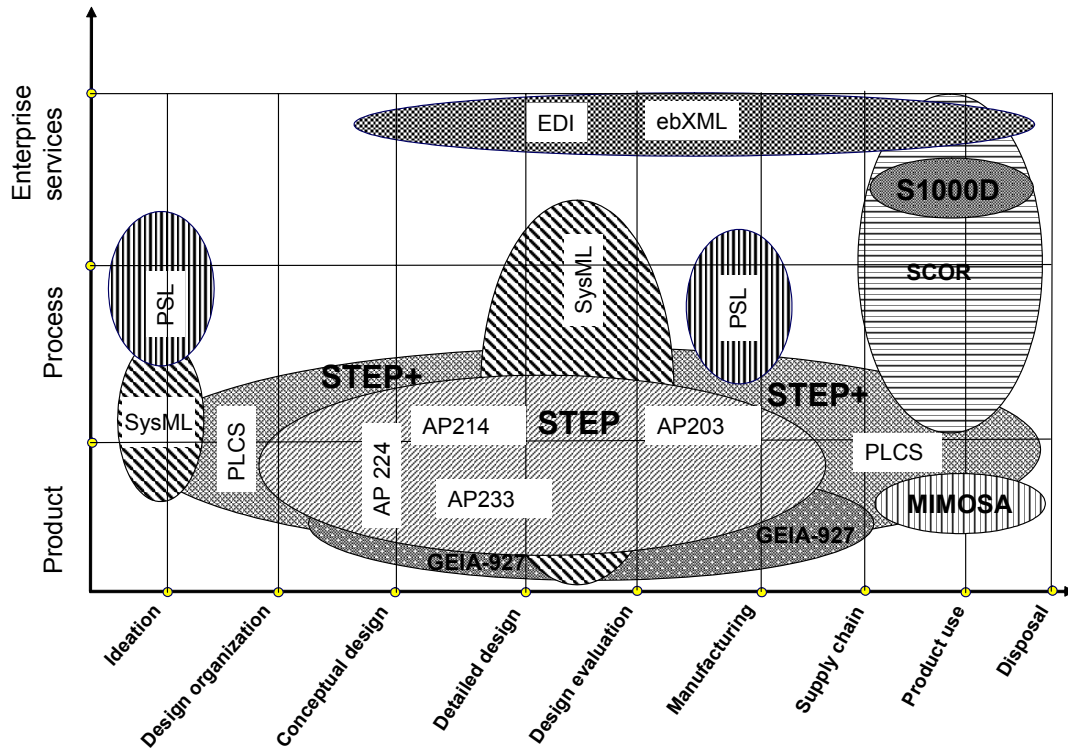 Enterprise
services
EDI
ebXML
S1000D
SCOR
Process
PSL
SysML
PSL
STEP+
STEP+
SysML
PLCS
AP214
STEP
AP203
PLCS
AP 224
AP233
MIMOSA
Product
GEIA-927
GEIA-927
Ideation
Design organization
Conceptual design
Detailed design
Design evaluation
Manufacturing
Supply chain
Product use
Disposal